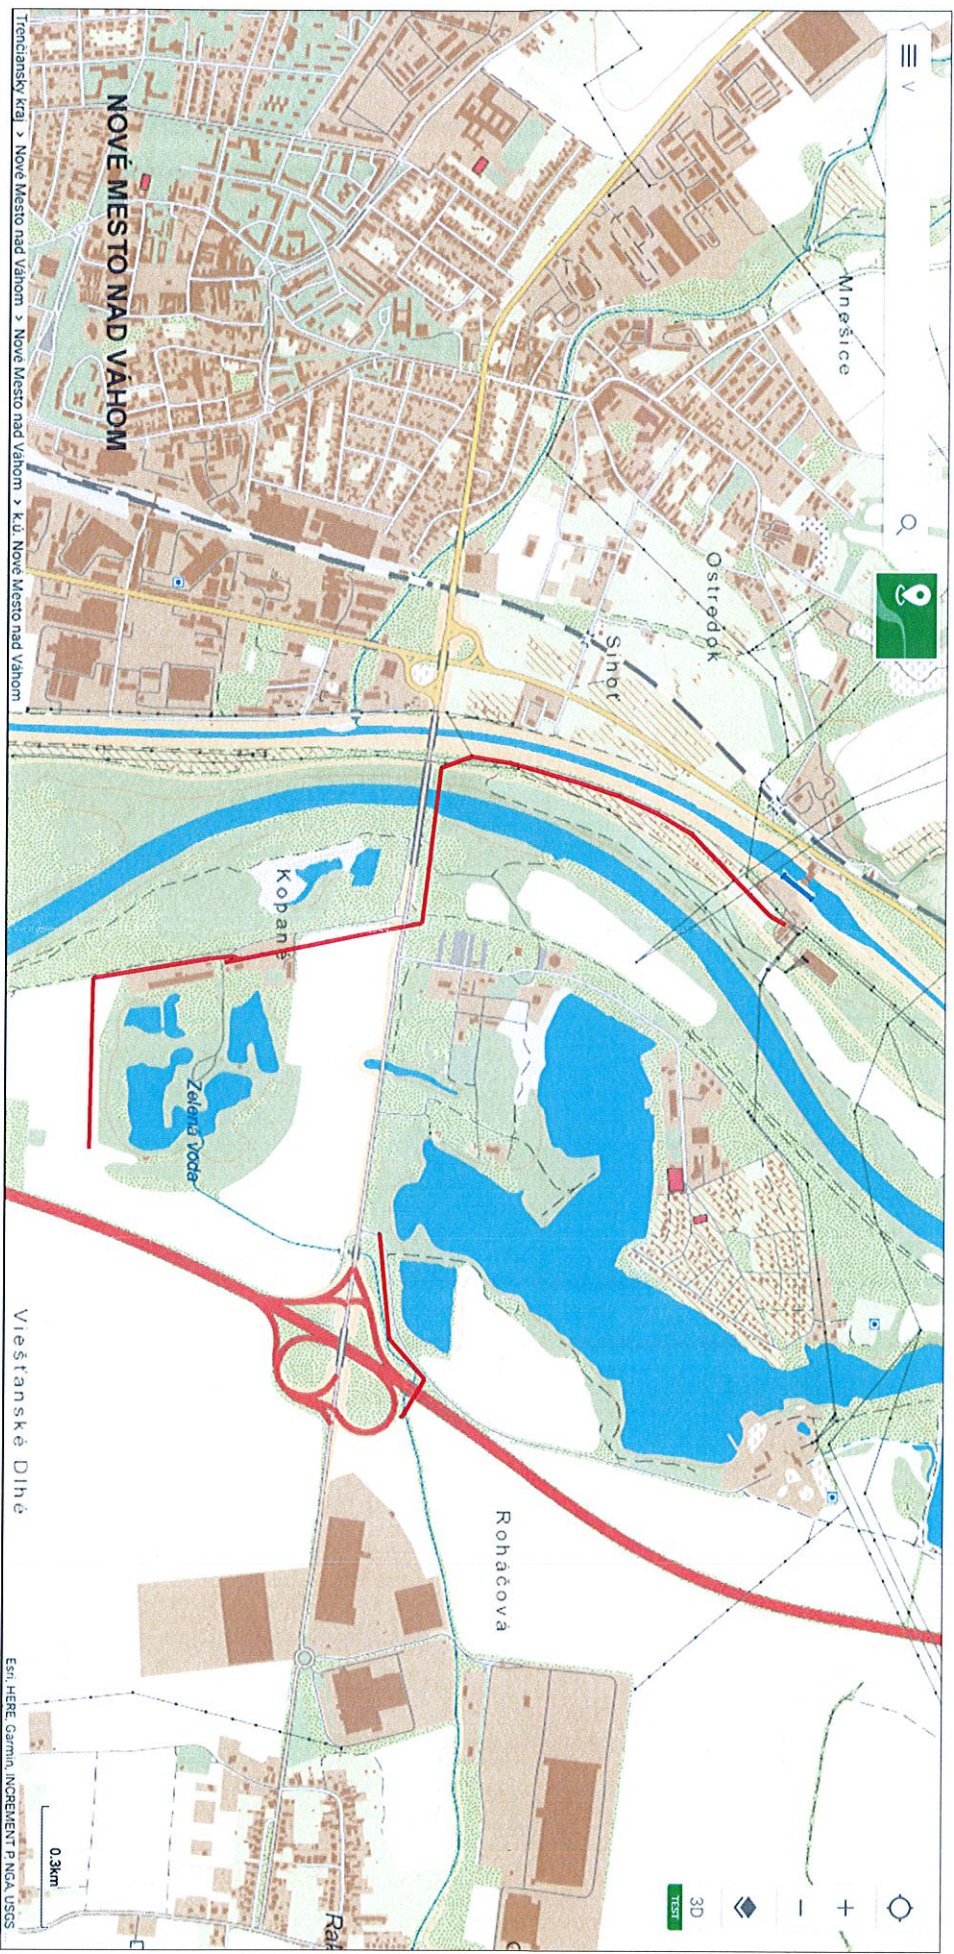 Mnešice
Ostredok
Sihoť
NOVÉ MESTO NAD VÁHOM
Zelená voda
Roháčová
Viešťanské Dlhé
3D
TEST
0.3km
Trenčiansky kraj > Nové Mesto nad Váhom > Nové Mesto nad Váhom > k.ú. Nové Mesto nad Váhom
Esri, HERE, Garmin, INCREMENT P, NGA, USGS